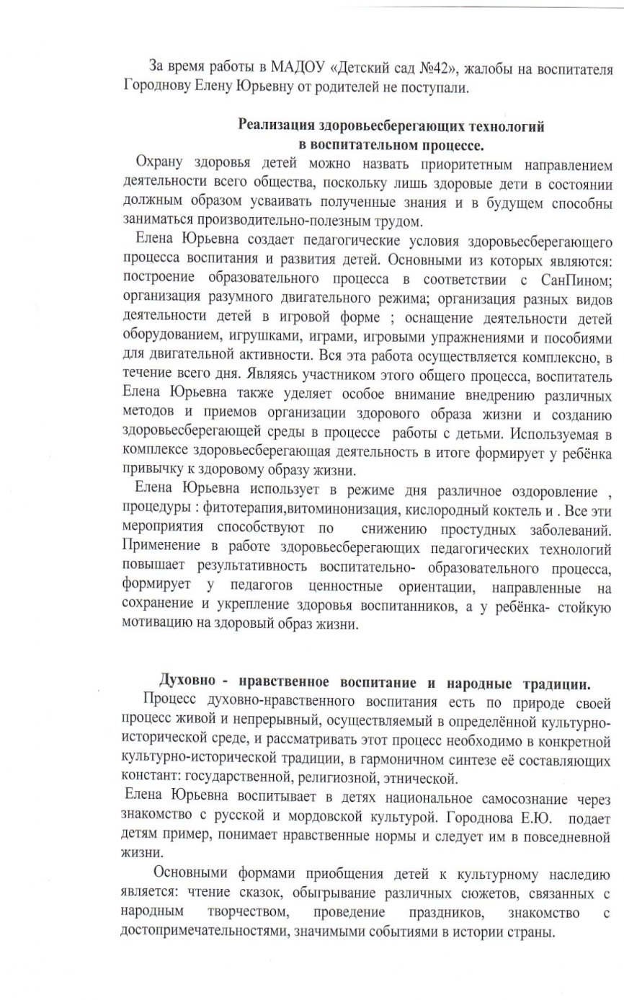 За время работы в МАДОУ «Детский сад №42», жалобы на воспитателя
Городнову Елену Юрьевну от родителей не поступали.
Реализация здоровьесберегающих технологий
в воспитательном процессе.
Охрану здоровья детей можно назвать приоритетным направлением
деятельности всего общества, поскольку лишь здоровые дети в состоянии
должным образом усваивать полученные знания и в будущем способны
заниматься производительно-полезным трудом.
Елена Юрьевна создает педагогические условия здоровьесберегающего
процесса воспитания и развития детей. Основными из которых являются:
построение образовательного процесса в соответствии с СанПином;
организация разумного двигательного режима; организация разных видов
деятельности детей в игровой форме ; оснащение деятельности детей
оборудованием, игрушками, играми, игровыми упражнениями и пособиями
для двигательной активности. Вся эта работа осуществляется комплексно, в
течение всего дня. Являясь участником этого общего процесса, воспитатель
Елена Юрьевна также уделяет особое внимание внедрению различных
методов и приемов организации здорового образа жизни и созданию
здоровьесберегающей среды в процессе работы с детьми. Используемая в
комплексе здоровьесберегающая деятельность в итоге формирует у ребёнка
привычку к здоровому образу жизни.
Елена Юрьевна использует в режиме дня различное оздоровление ,
процедуры : фитотерапия,витоминонизация, кислородный коктель и . Все эти
мероприятия способствуют по снижению простудных заболеваний.
Применение в работе здоровьесберегающих педагогических технологий
повышает результативность воспитательно- образовательного процесса,
формирует у педагогов ценностные ориентации, направленные на
сохранение и укрепление здоровья воспитанников, а у ребёнка- стойкую
мотивацию на здоровый образ жизни.
Духовно - нравственное воспитание и народные традиции.
Процесс духовно-нравственного воспитания есть по природе своей
процесс живой и непрерывный, осуществляемый в определённой культурно-
исторической среде, и рассматривать этот процесс необходимо в конкретной
культурно-исторической традиции, в гармоничном синтезе её составляющих
констант: государственной, религиозной, этнической.
Елена Юрьевна воспитывает в детях национальное самосознание через
знакомство с русской и мордовской культурой. Городнова Е.Ю. подает
детям пример, понимает нравственные нормы и следует им в повседневной
жизни.
Основными формами приобщения детей к культурному наследию
является: чтение сказок, обыгрывание различных сюжетов, связанных с
народным творчеством, проведение праздников, знакомство с
достопримечательностями, значимыми событиями в истории страны.